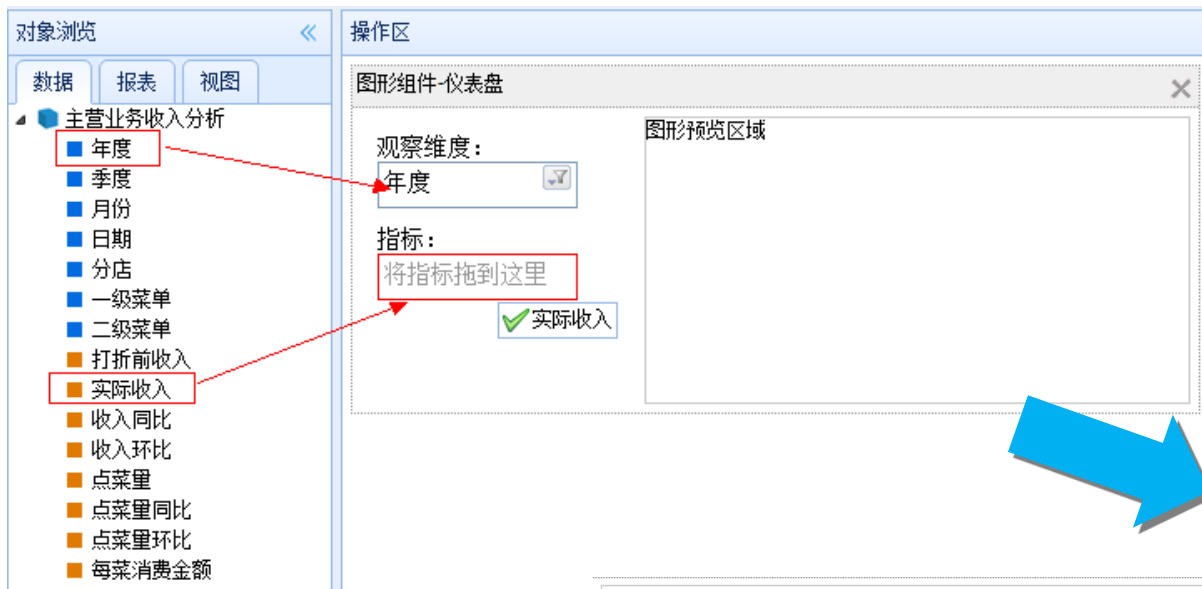 对象浏览
数据 报表 视图
主营业务收入分析
年度
季度
月份
日期
分店
一级菜单
二级菜单
打折前收入
实际收入
收入同比
收入环比
点菜量
点菜量同比
点菜量环比
每菜消费金额
操作区
图形组件-仪表盘
观察维度：
年度
指标：
将指标拖到这里
实际收入
图形预览区域